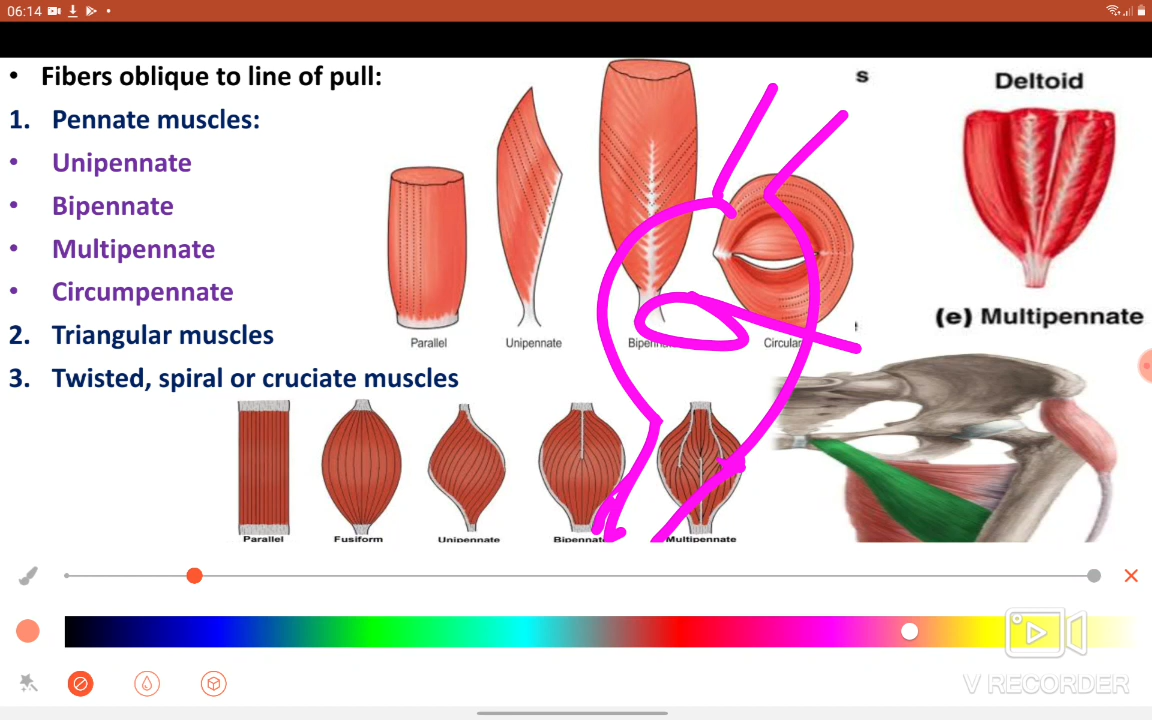 06:14
• Fibers oblique to line of pull:
1. Pennate muscles:
• Unipennate
• Bipennate
• Multipennate
• Circumpennate
2. Triangular muscles
3. Twisted, spiral or cruciate muscles
s
Deltoid
(e) Multipennate
Parallel
Unipennate
Circular
Parallel
Fusiform
Unipennate
Bipennate
Multipennate
V RECORDER